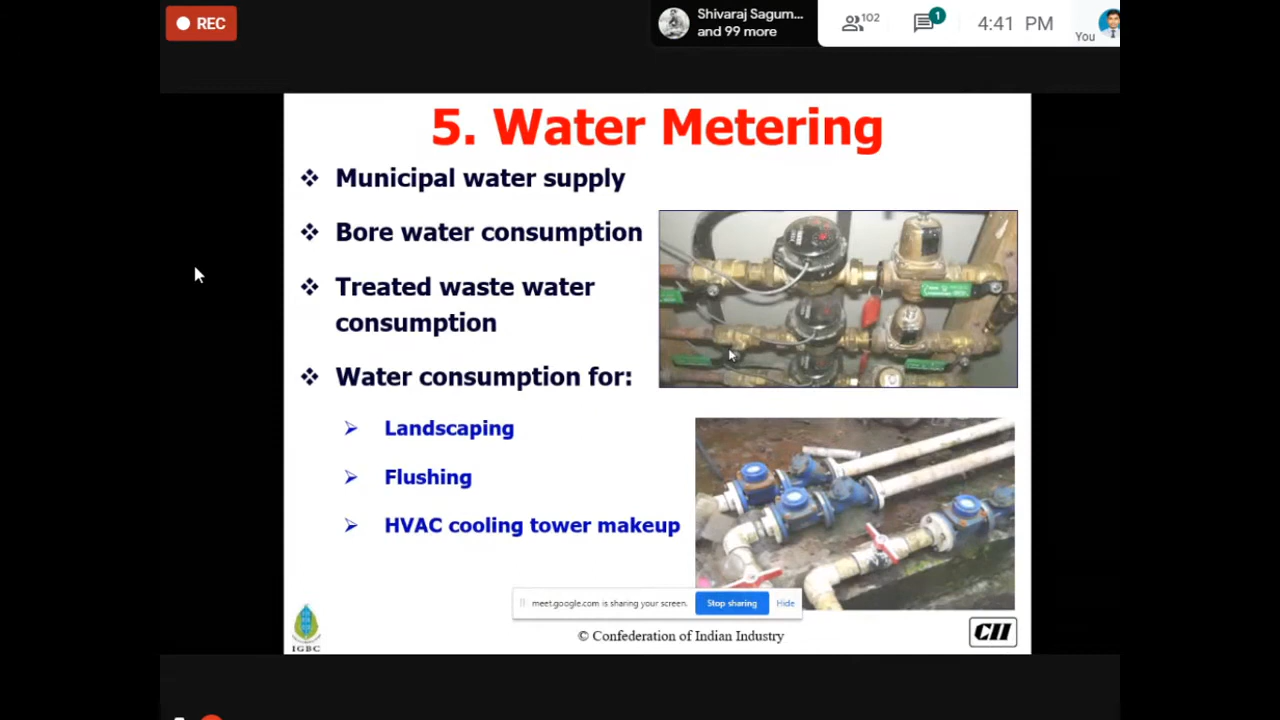 REC
Shivaraj Sagum...
and 99 more
102
1
4:41 PM
You
5. Water Metering
Municipal water supply
Bore water consumption
Treated waste water
consumption
Water consumption for:
Landscaping
Flushing
HVAC cooling tower makeup
meet.google.com is sharing your screen.
Stop sharing
Hide
© Confederation of Indian Industry
IGBC
CII